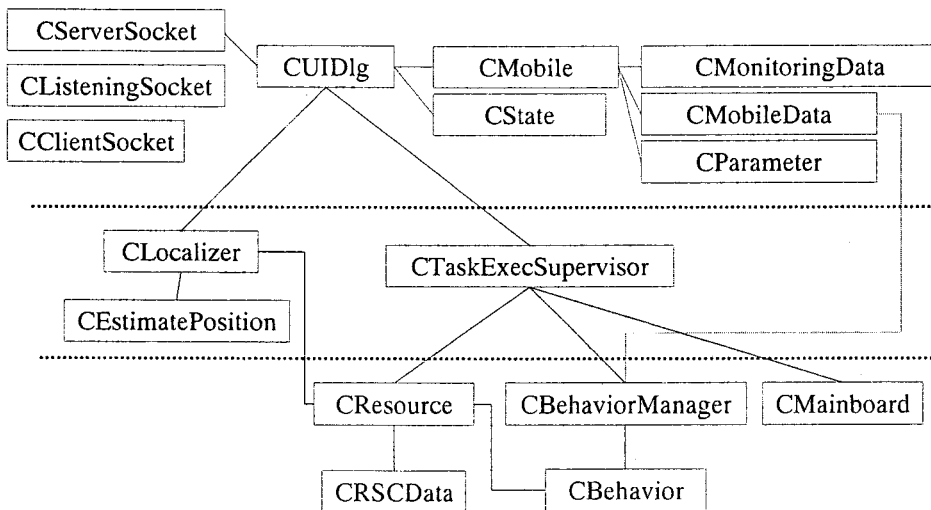 CServerSocket
CUIDlg
CMobile
CMonitoringData
CListeningSocket
CState
CMobileData
CClientSocket
CParameter
CLocalizer
CTaskExecSupervisor
CEstimatePosition
CResource
CBehaviorManager
CMainboard
CRSCData
CBehavior